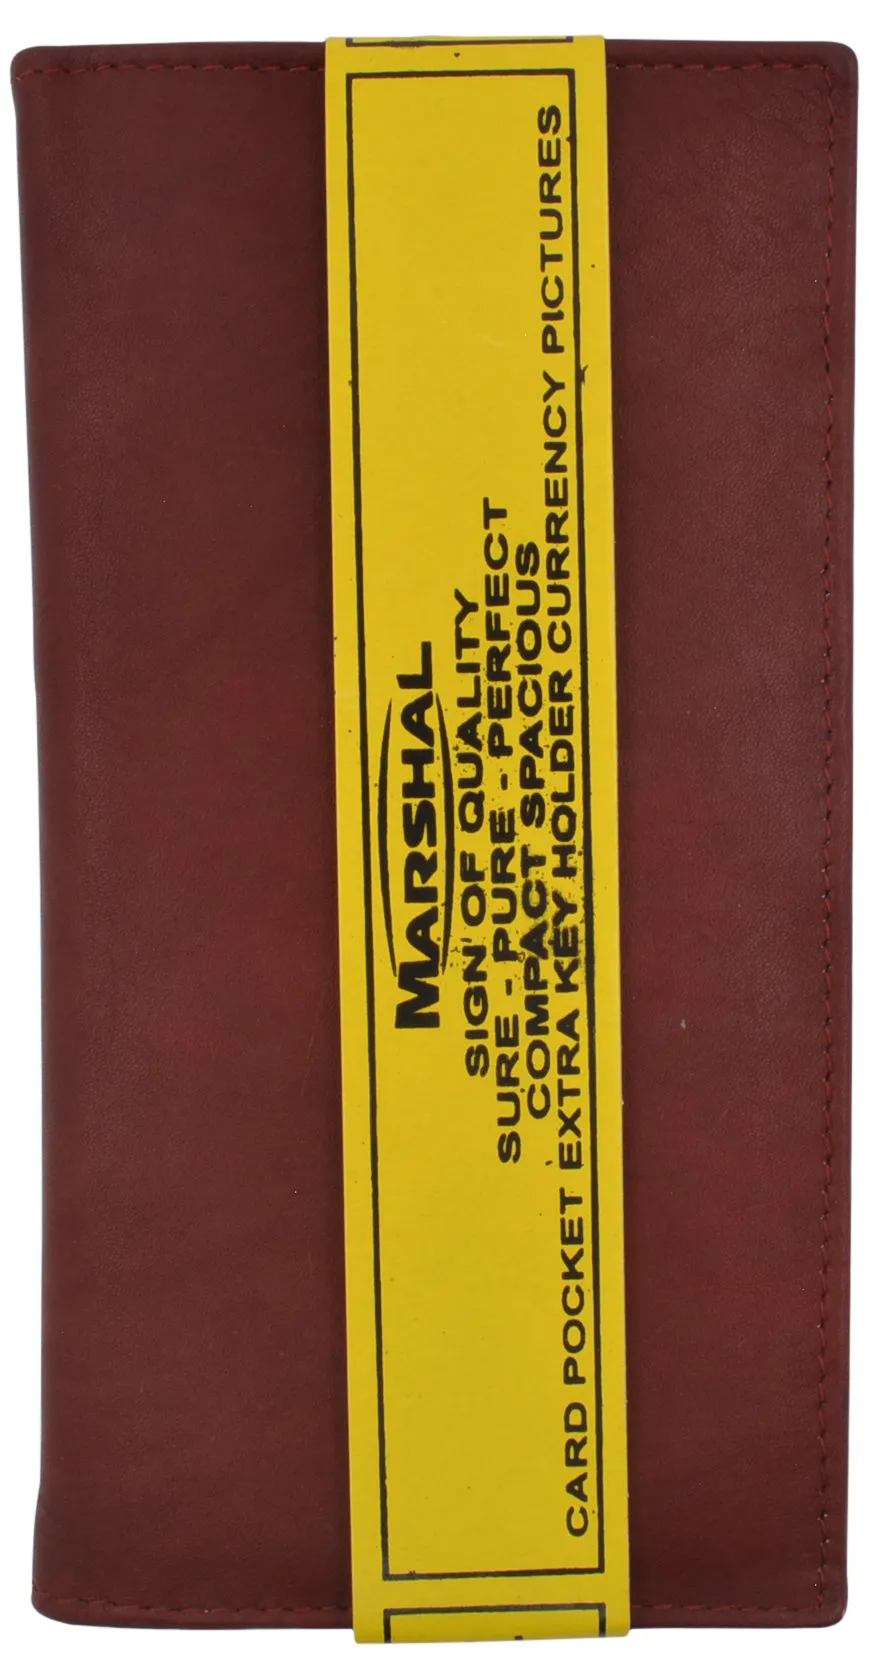 MARSHAL
SIGN OF QUALITY
SURE - PURE - PERFECT
COMPACT SPACIOUS
CARD POCKET EXTRA KEY HOLDER CURRENCY PICTURES